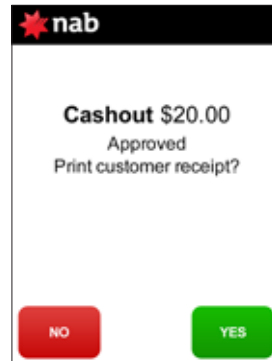 nab
Cashout $20.00
Approved
Print customer receipt?
NO YES